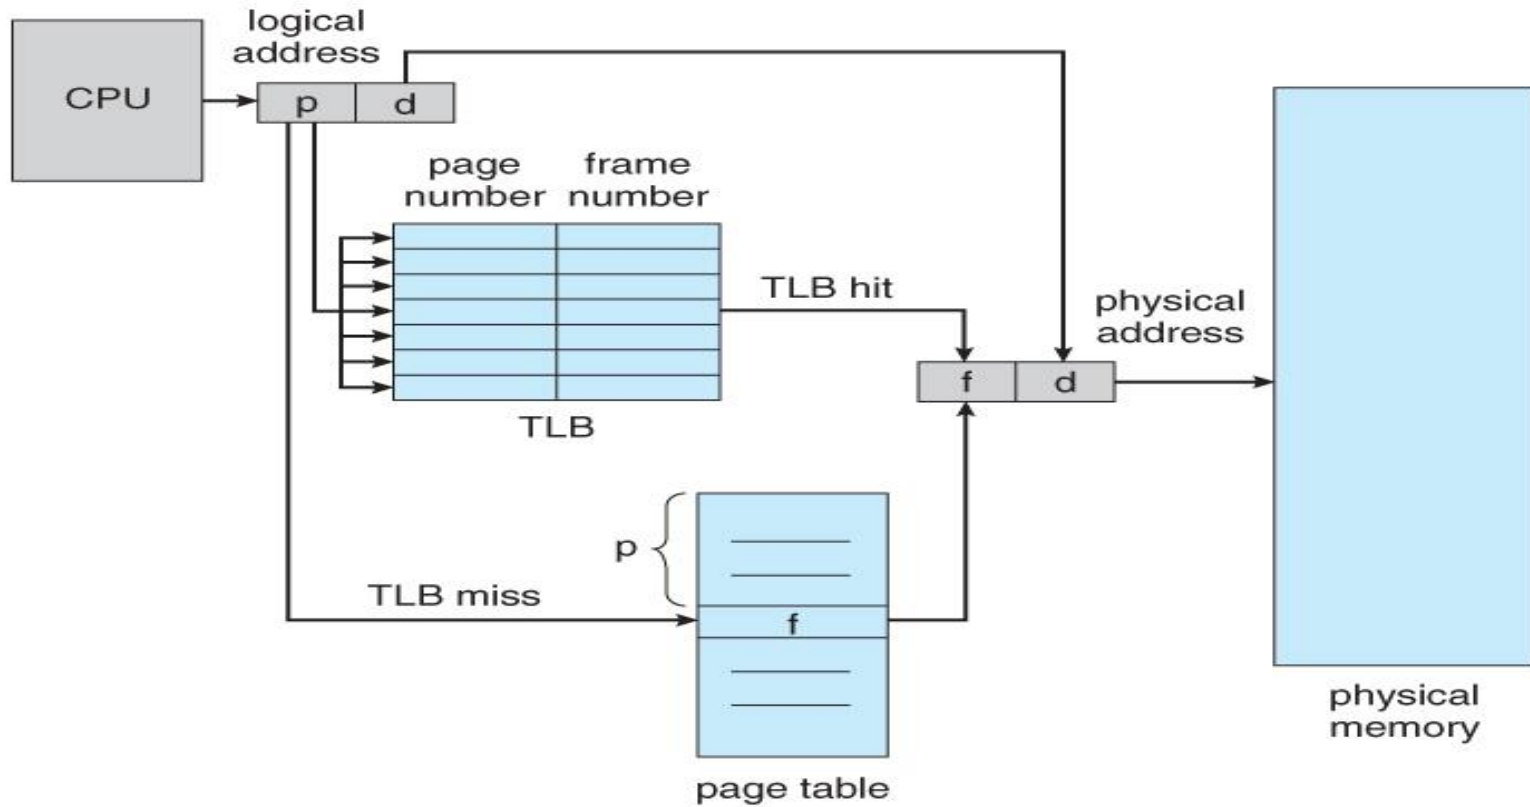 logical
address
CPU
p
d
page
number
frame
number
TLB hit
physical
address
f
d
TLB
p
TLB miss
f
physical
memory
page table